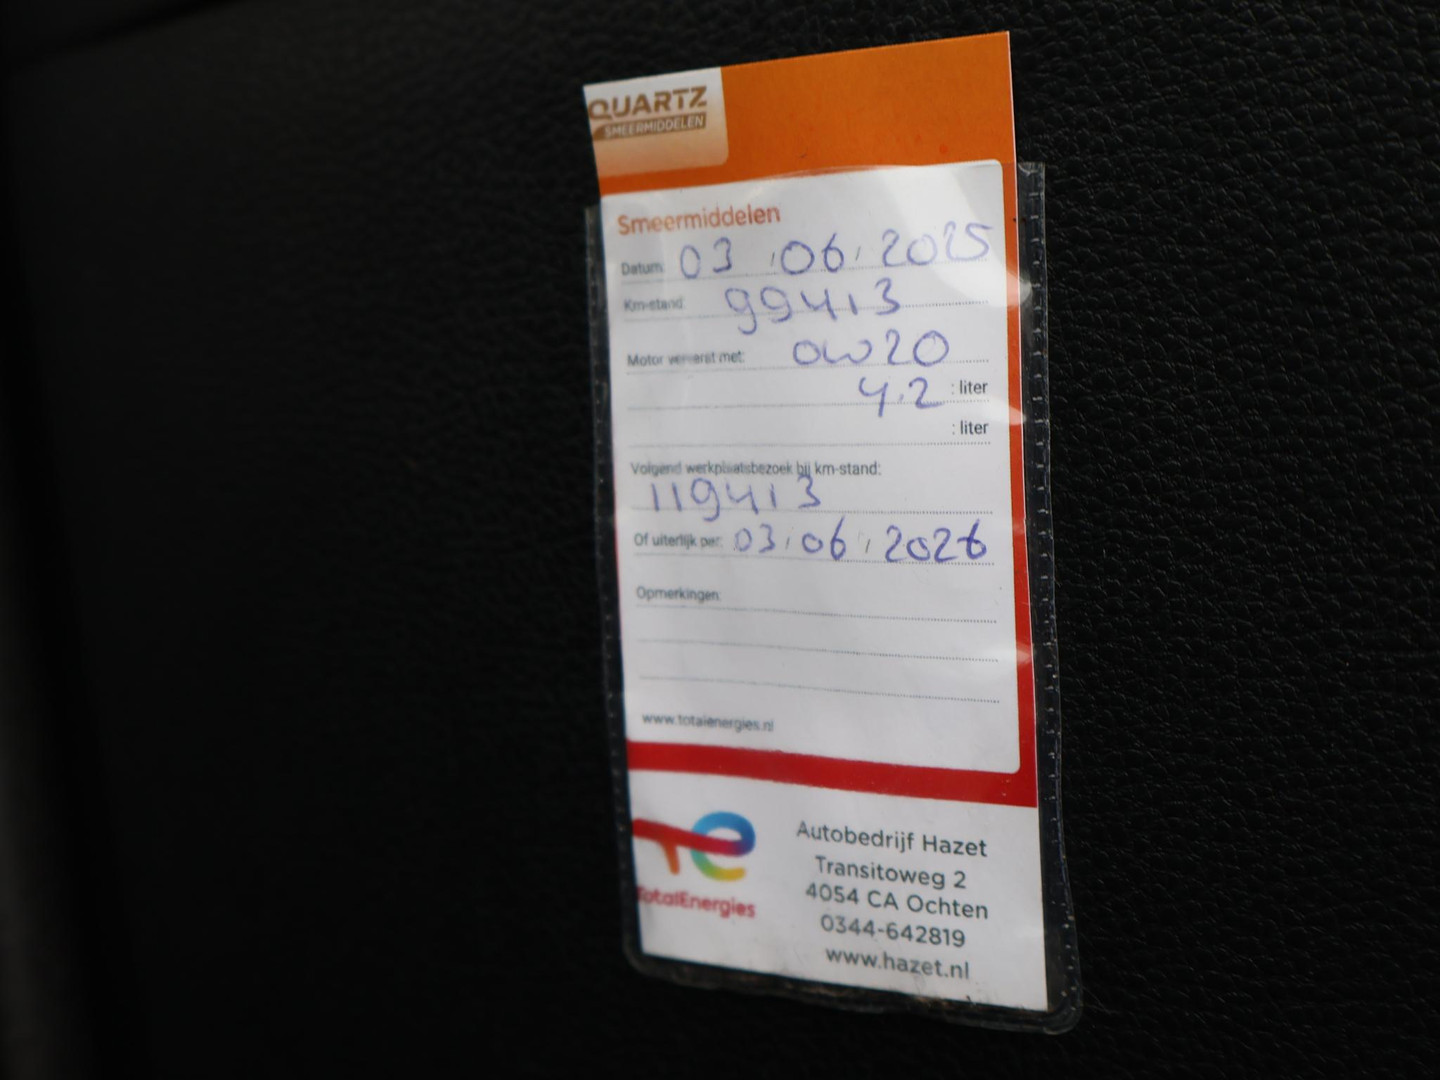 QUARTZ
SMEERMIDDELEN
Smeermiddelen
Datum: 03.06.2025
Km-stand: 99413
Motor ververst met: 0W20
4.2 : liter
: liter
Volgend werkplaatsbezoek bij km-stand:
119413
Of uiterlijk per: 03.06.2026
Opmerkingen:
www.totalenergies.nl
TotalEnergies
Autobedrijf Hazet
Transitoweg 2
4054 CA Ochten
0344-642819
www.hazet.nl